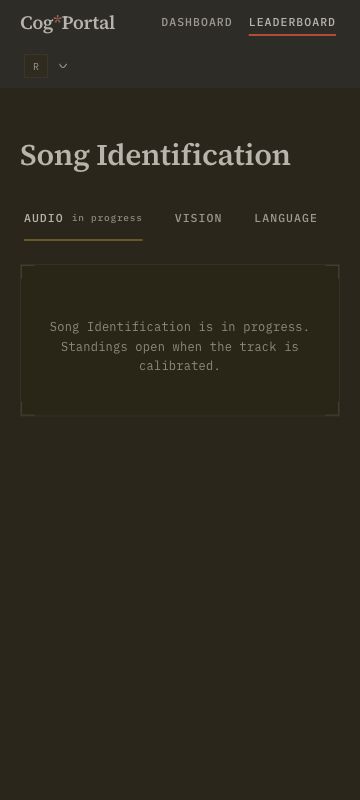 Cog*Portal
DASHBOARD
LEADERBOARD
R
Song Identification
AUDIO in progress
VISION
LANGUAGE
Song Identification is in progress.
Standings open when the track is
calibrated.